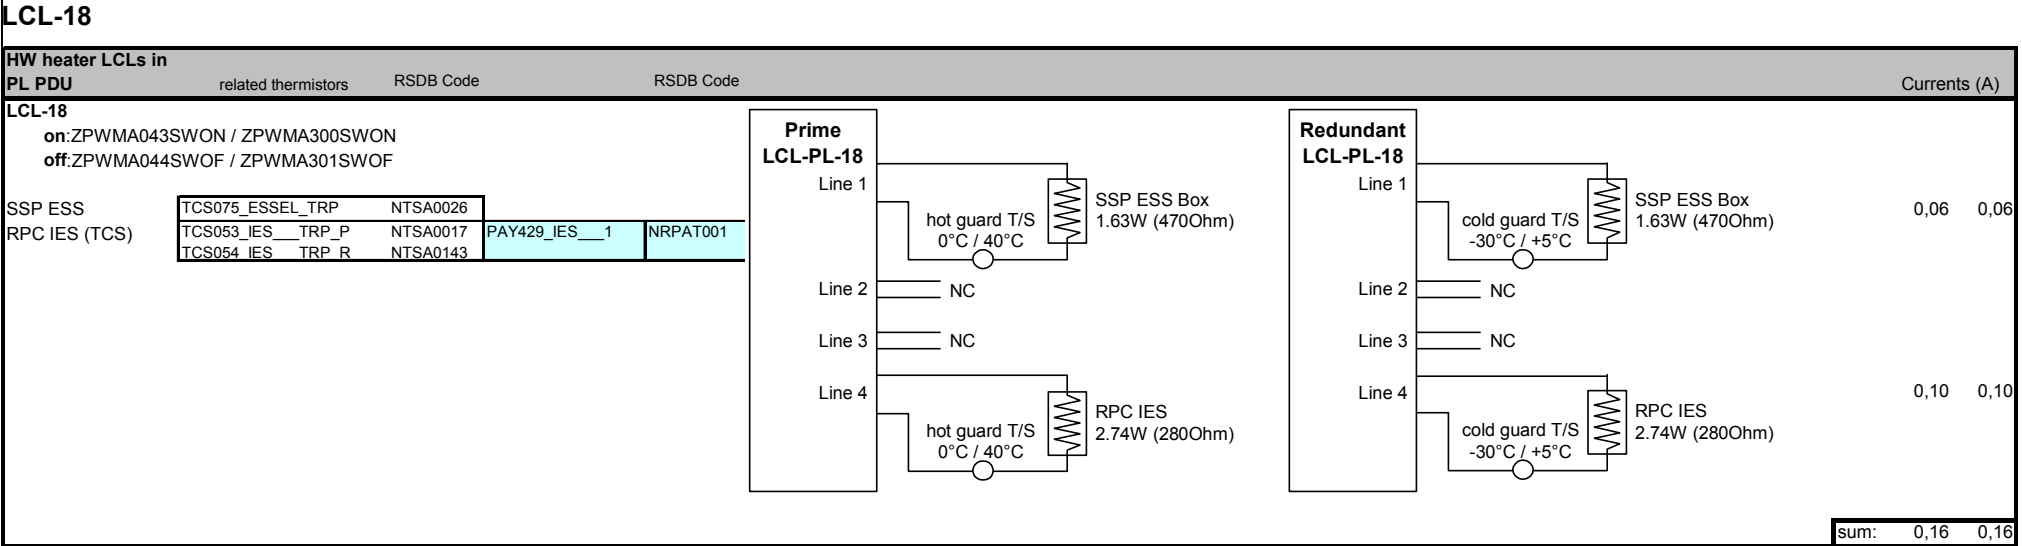 LCL-18
HW heater LCLs in
PL PDU related thermistors RSDB Code RSDB Code Currents (A)
LCL-18
on:ZPWMA043SWON / ZPWMA300SWON
off:ZPWMA044SWOF / ZPWMA301SWOF
SSP ESS TCS075_ESSEL_TRP NTSA0026
RPC IES (TCS) TCS053_IES___TRP_P NTSA0017 PAY429_IES___1 NRPAT001
TCS054_IES___TRP_R NTSA0143
Prime
LCL-PL-18
Line 1
hot guard T/S
0°C / 40°C
SSP ESS Box
1.63W (470Ohm)
Line 2 NC
Line 3 NC
Line 4
hot guard T/S
0°C / 40°C
RPC IES
2.74W (280Ohm)
Redundant
LCL-PL-18
Line 1
cold guard T/S
-30°C / +5°C
SSP ESS Box
1.63W (470Ohm)
Line 2 NC
Line 3 NC
Line 4
cold guard T/S
-30°C / +5°C
RPC IES
2.74W (280Ohm)
0,06 0,06
0,10 0,10
sum: 0,16 0,16